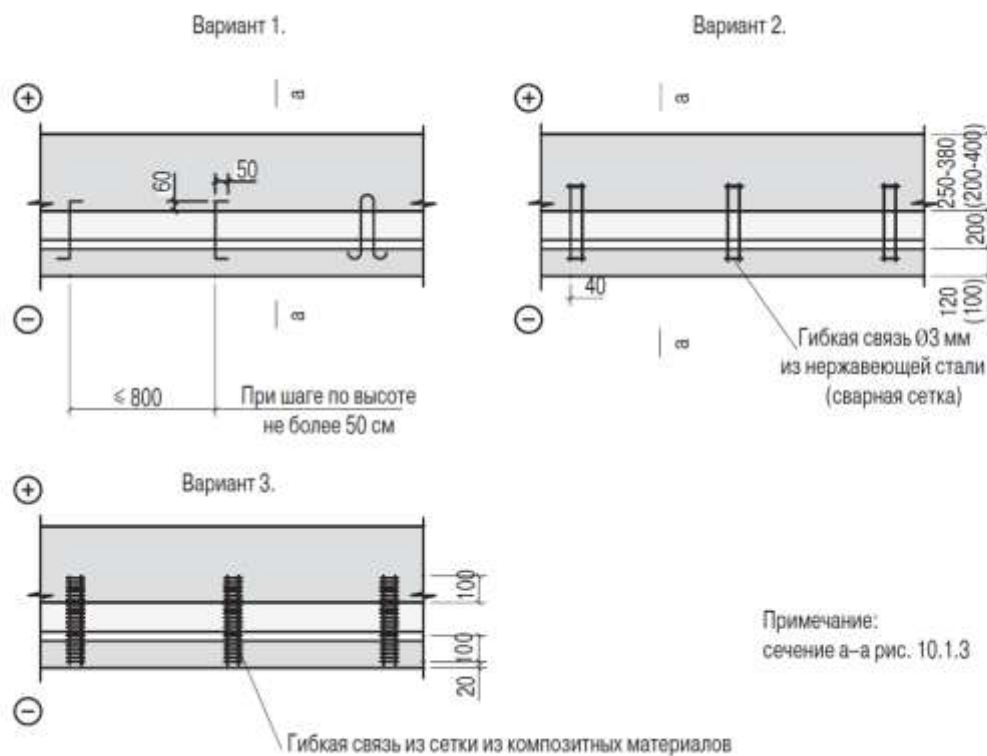 Вариант 1.
Вариант 2.
а
а
+
+
60
50
250-380
(200-400)
200
120
(100)
40
−
−
а
а
Гибкая связь Ø3 мм
из нержавеющей стали
(сварная сетка)
≤ 800
При шаге по высоте
не более 50 см
Вариант 3.
+
100
100
20
Примечание:
сечение а–а рис. 10.1.3
−
Гибкая связь из сетки из композитных материалов